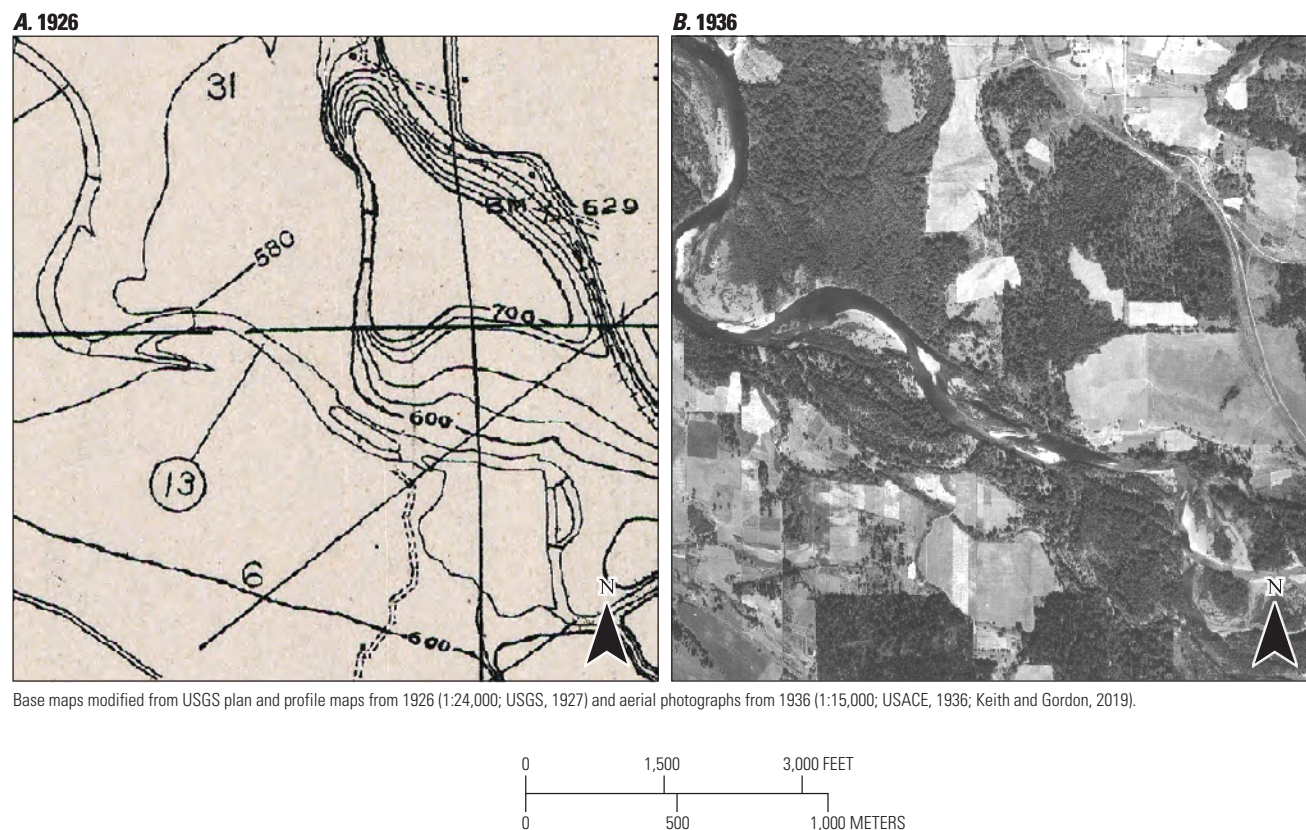 A. 1926
B. 1936
31
BM 629
580
700
600
13
6
600
N
N
Base maps modified from USGS plan and profile maps from 1926 (1:24,000; USGS, 1927) and aerial photographs from 1936 (1:15,000; USACE, 1936; Keith and Gordon, 2019).
0 1,500 3,000 FEET
0 500 1,000 METERS